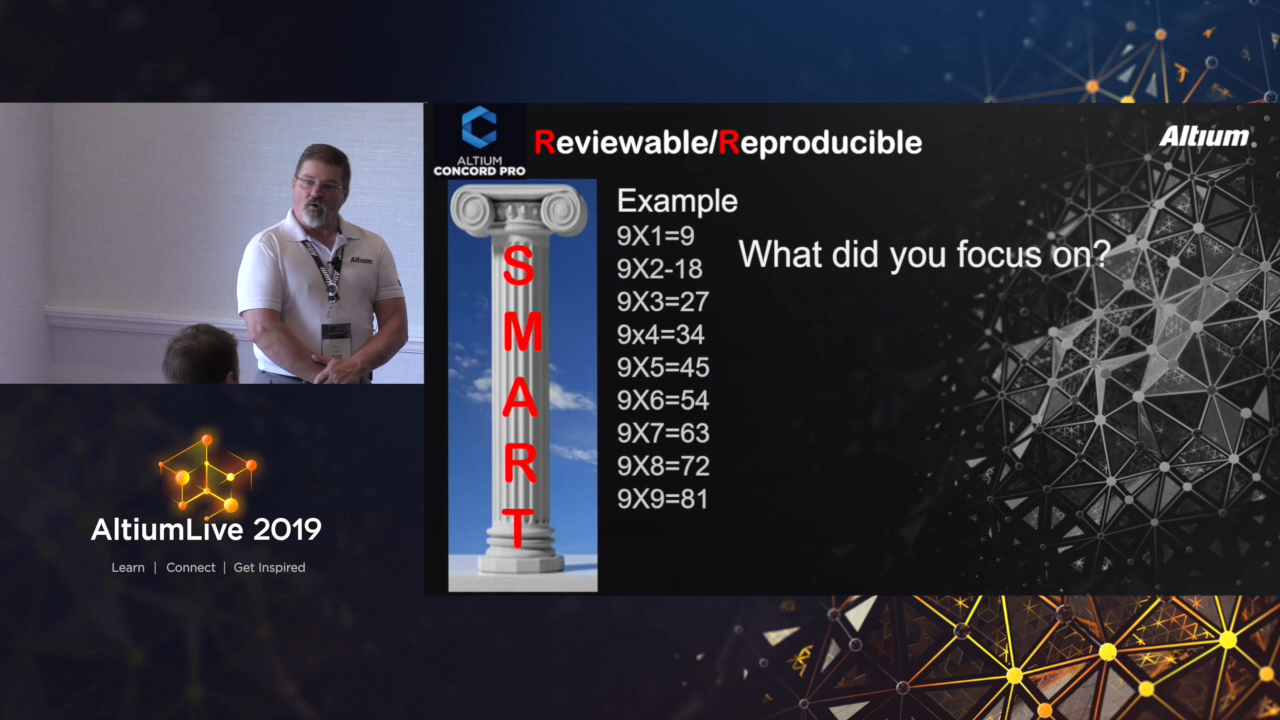 ALTIUM
CONCORD PRO
Reviewable/Reproducible
Altium®
S
M
A
R
T
Example
9X1=9
9X2-18
9X3=27
9x4=34
9X5=45
9X6=54
9X7=63
9X8=72
9X9=81
What did you focus on?
Altium
AltiumLive 2019
Learn | Connect | Get Inspired